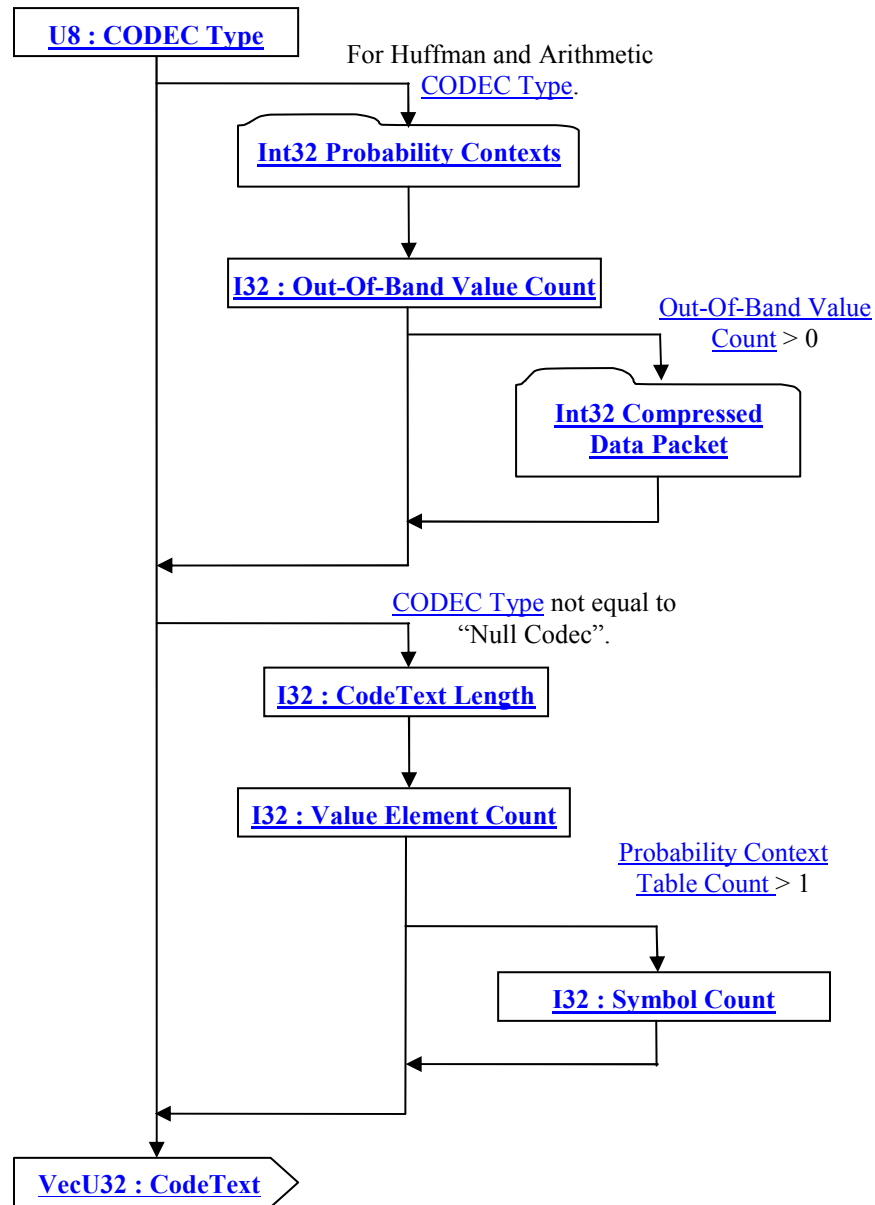 U8 : CODEC Type
For Huffman and Arithmetic
CODEC Type.
Int32 Probability Contexts
I32 : Out-Of-Band Value Count
Out-Of-Band Value
Count > 0
Int32 Compressed
Data Packet
CODEC Type not equal to
“Null Codec”.
I32 : CodeText Length
I32 : Value Element Count
Probability Context
Table Count > 1
I32 : Symbol Count
VecU32 : CodeText